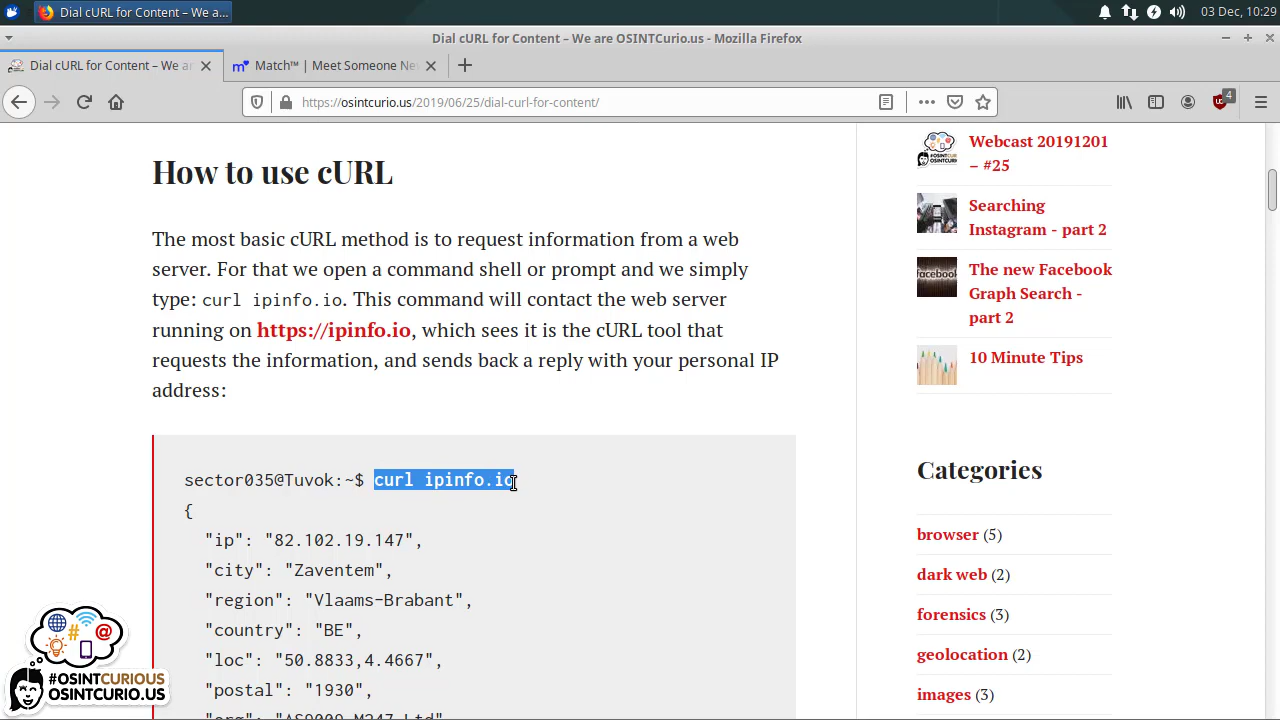 Dial cURL for Content – We a...
03 Dec, 10:29
Dial cURL for Content – We are OSINTCurio.us - Mozilla Firefox
Dial cURL for Content – We ar
Match™ | Meet Someone Ne
https://osintcurio.us/2019/06/25/dial-curl-for-content/
4
How to use cURL
The most basic cURL method is to request information from a web
server. For that we open a command shell or prompt and we simply
type: curl ipinfo.io. This command will contact the web server
running on https://ipinfo.io, which sees it is the cURL tool that
requests the information, and sends back a reply with your personal IP
address:
sector035@Tuvok:~$ curl ipinfo.io
{
"ip": "82.102.19.147",
"city": "Zaventem",
"region": "Vlaams-Brabant",
"country": "BE",
"loc": "50.8833,4.4667",
"postal": "1930",
"org": "AS9009 M247 Ltd"
Webcast 20191201
– #25
Searching
Instagram - part 2
The new Facebook
Graph Search -
part 2
10 Minute Tips
Categories
browser (5)
dark web (2)
forensics (3)
geolocation (2)
images (3)
#OSINTCURIOUS
OSINTCURIO.US